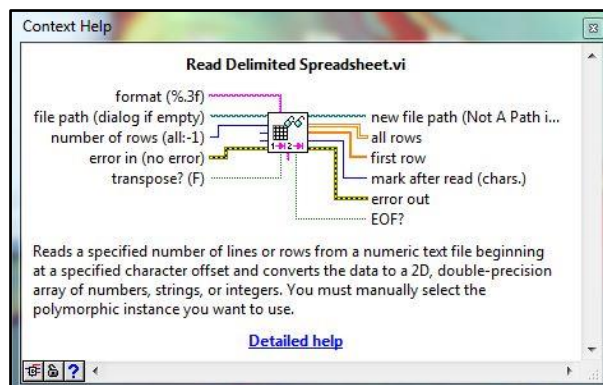 Context Help
Read Delimited Spreadsheet.vi
format (%.3f)
file path (dialog if empty)
number of rows (all:-1)
error in (no error)
transpose? (F)
new file path (Not A Path i...
all rows
first row
mark after read (chars.)
error out
EOF?
1 2
Reads a specified number of lines or rows from a numeric text file beginning
at a specified character offset and converts the data to a 2D, double-precision
array of numbers, strings, or integers. You must manually select the
polymorphic instance you want to use.
Detailed help
?